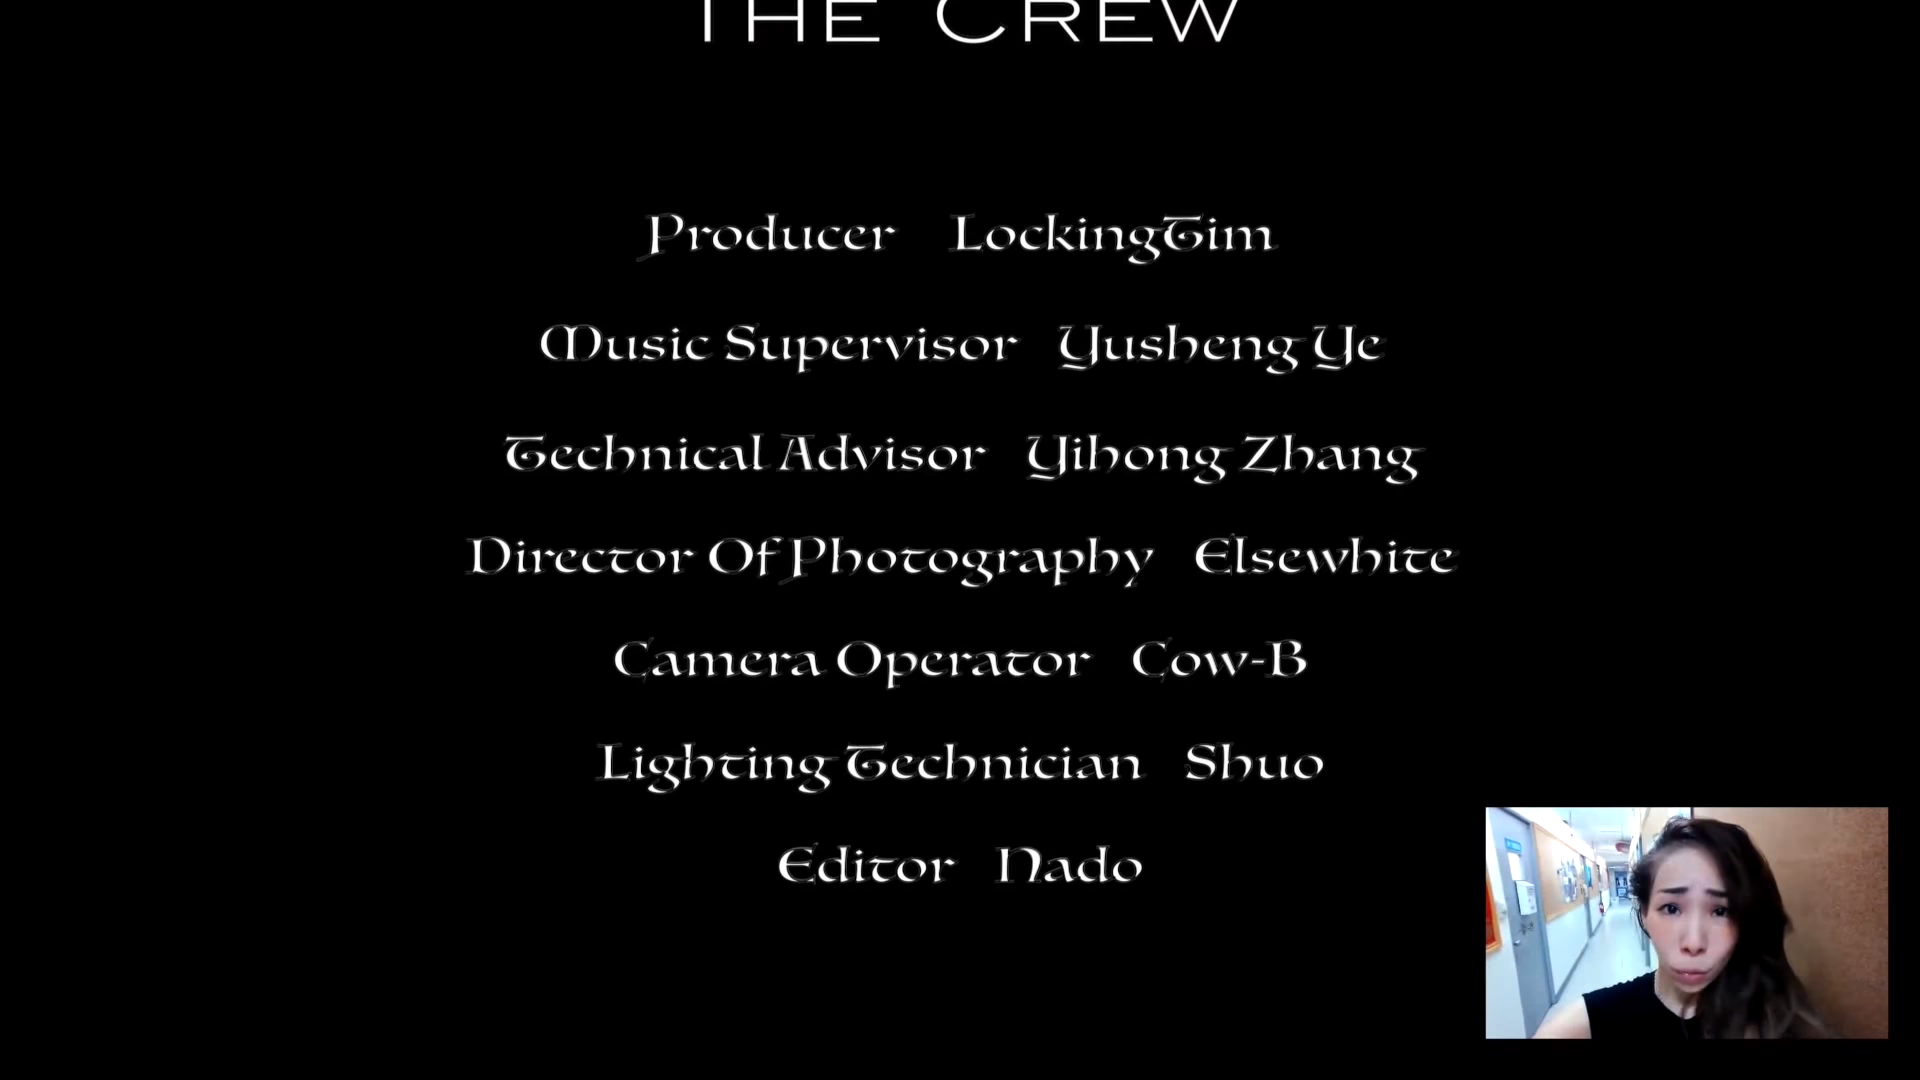 THE CREW
Producer LockingTim
Music Supervisor Yusheng Ye
Technical Advisor Yihong Zhang
Director Of Photography Elsewhite
Camera Operator Cow-B
Lighting Technician Shuo
Editor Nado